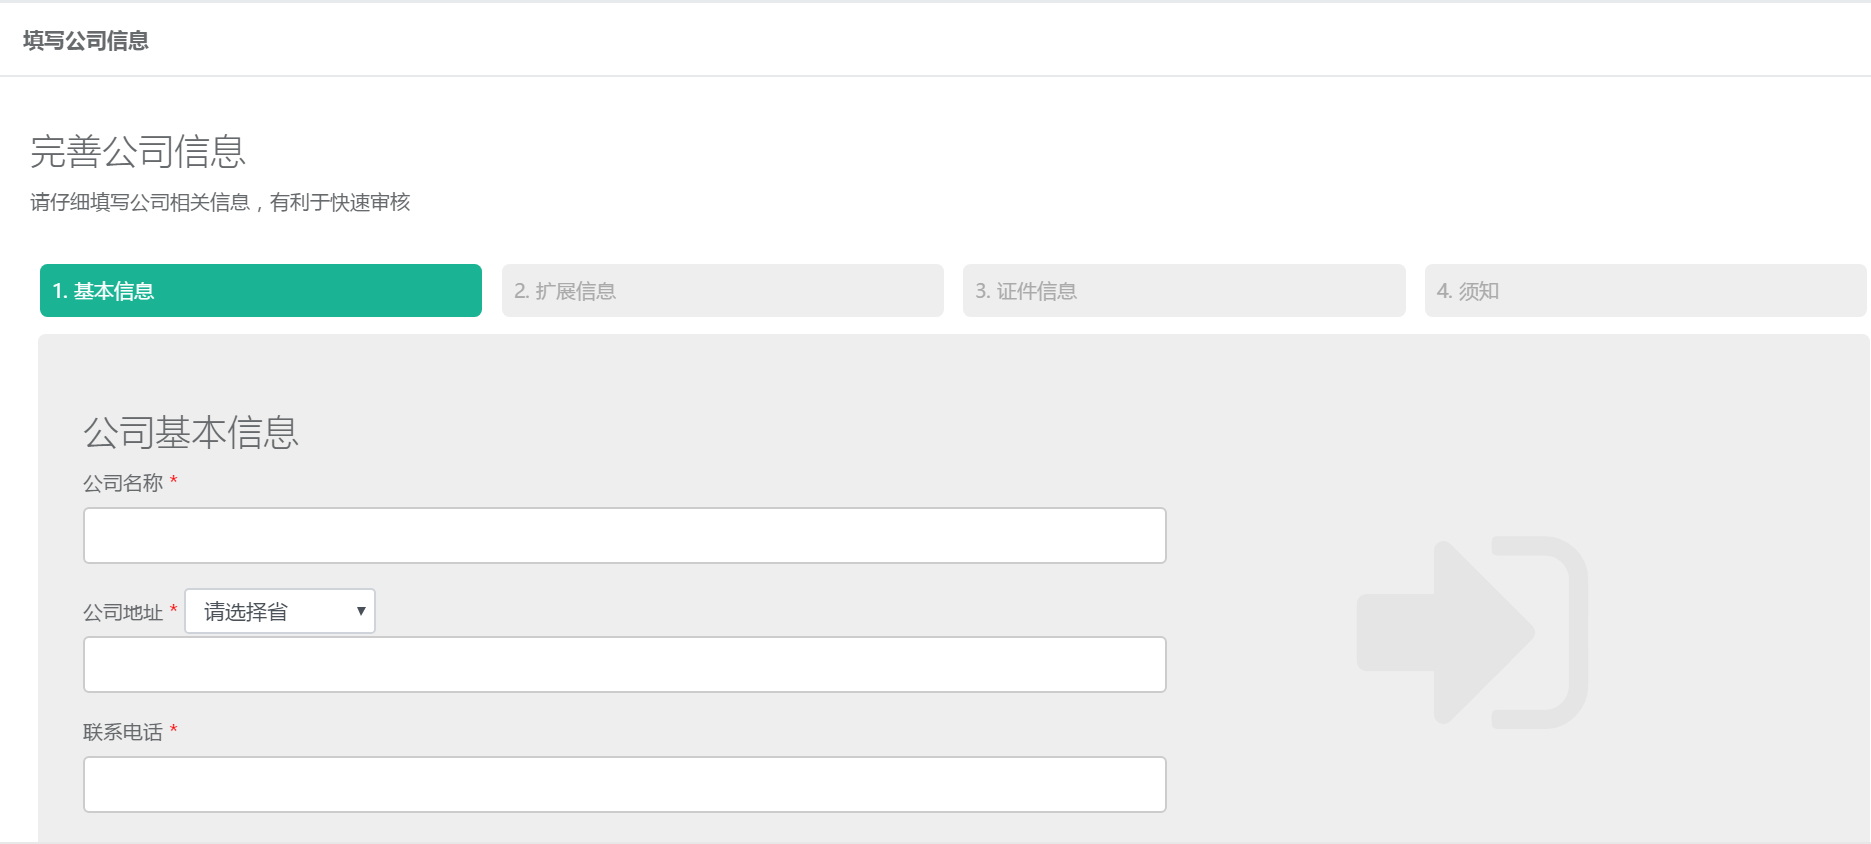 填写公司信息
完善公司信息
请仔细填写公司相关信息，有利于快速审核
1. 基本信息
2. 扩展信息
3. 证件信息
4. 须知
公司基本信息
公司名称 *
公司地址 * 请选择省
联系电话 *